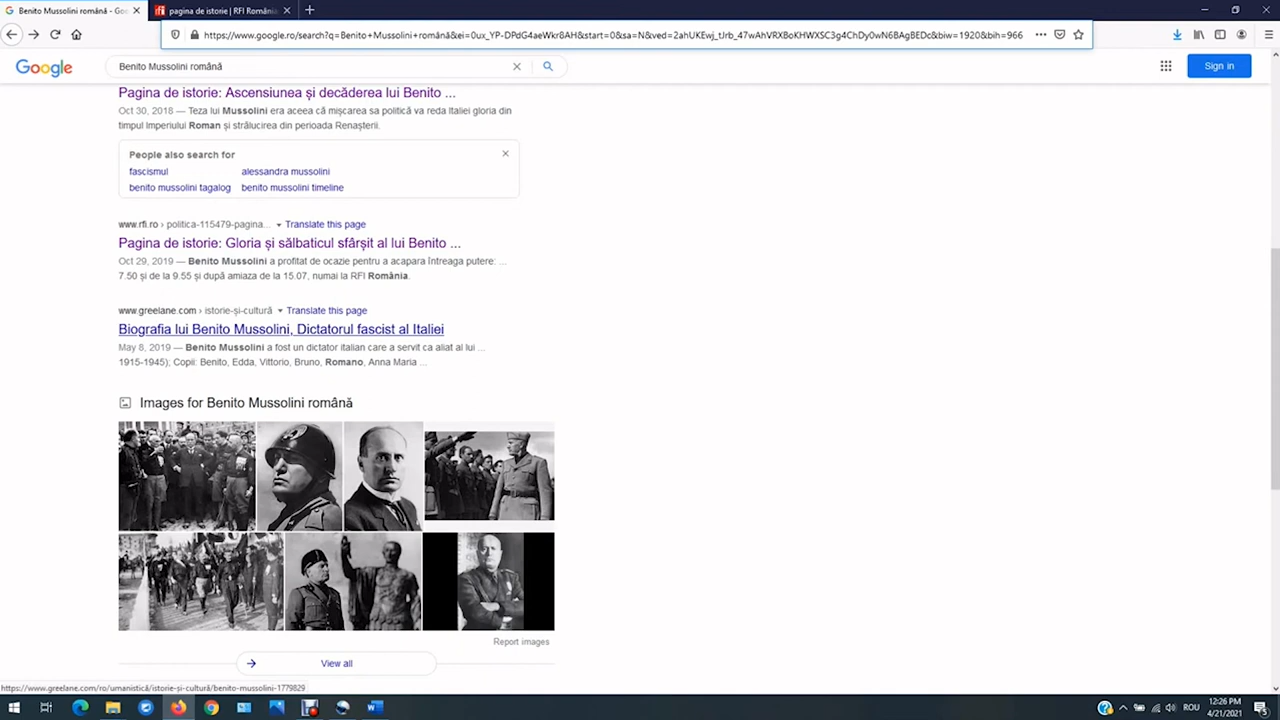 Benito Mussolini română - Goo
pagina de istorie | RFI România
https://www.google.ro/search?q=Benito+Mussolini+română&ei=0ux_YP-DPdG4aeWkr8AH&start=0&sa=N&ved=2ahUKEwj_tJrb_47wAhVRXBoKHWXSC3g4ChDy0wN6BAgBEDc&biw=1920&bih=966
Google
Benito Mussolini română
Sign in
Pagina de istorie: Ascensiunea și decăderea lui Benito ...
Oct 30, 2018 — Teza lui Mussolini era aceea că mișcarea sa politică va reda Italiei gloria din
timpul Imperiului Roman și strălucirea din perioada Renașterii.
People also search for
fascismul alessandra mussolini
benito mussolini tagalog benito mussolini timeline
www.rfi.ro › politica-115479-pagina... Translate this page
Pagina de istorie: Gloria și sălbaticul sfârșit al lui Benito ...
Oct 29, 2019 — Benito Mussolini a profitat de ocazie pentru a acapara întreaga putere: ...
7.50 și de la 9.55 și după amiaza de la 15.07, numai la RFI România.
www.greelane.com › istorie-și-cultură Translate this page
Biografia lui Benito Mussolini, Dictatorul fascist al Italiei
May 8, 2019 — Benito Mussolini a fost un dictator italian care a servit ca aliat al lui ...
1915-1945); Copii: Benito, Edda, Vittorio, Bruno, Romano, Anna Maria ...
Images for Benito Mussolini română
Report images
View all
https://www.greelane.com/ro/umanistică/istorie-și-cultură/benito-mussolini-1779829
ROU
12:26 PM
4/21/2021
5